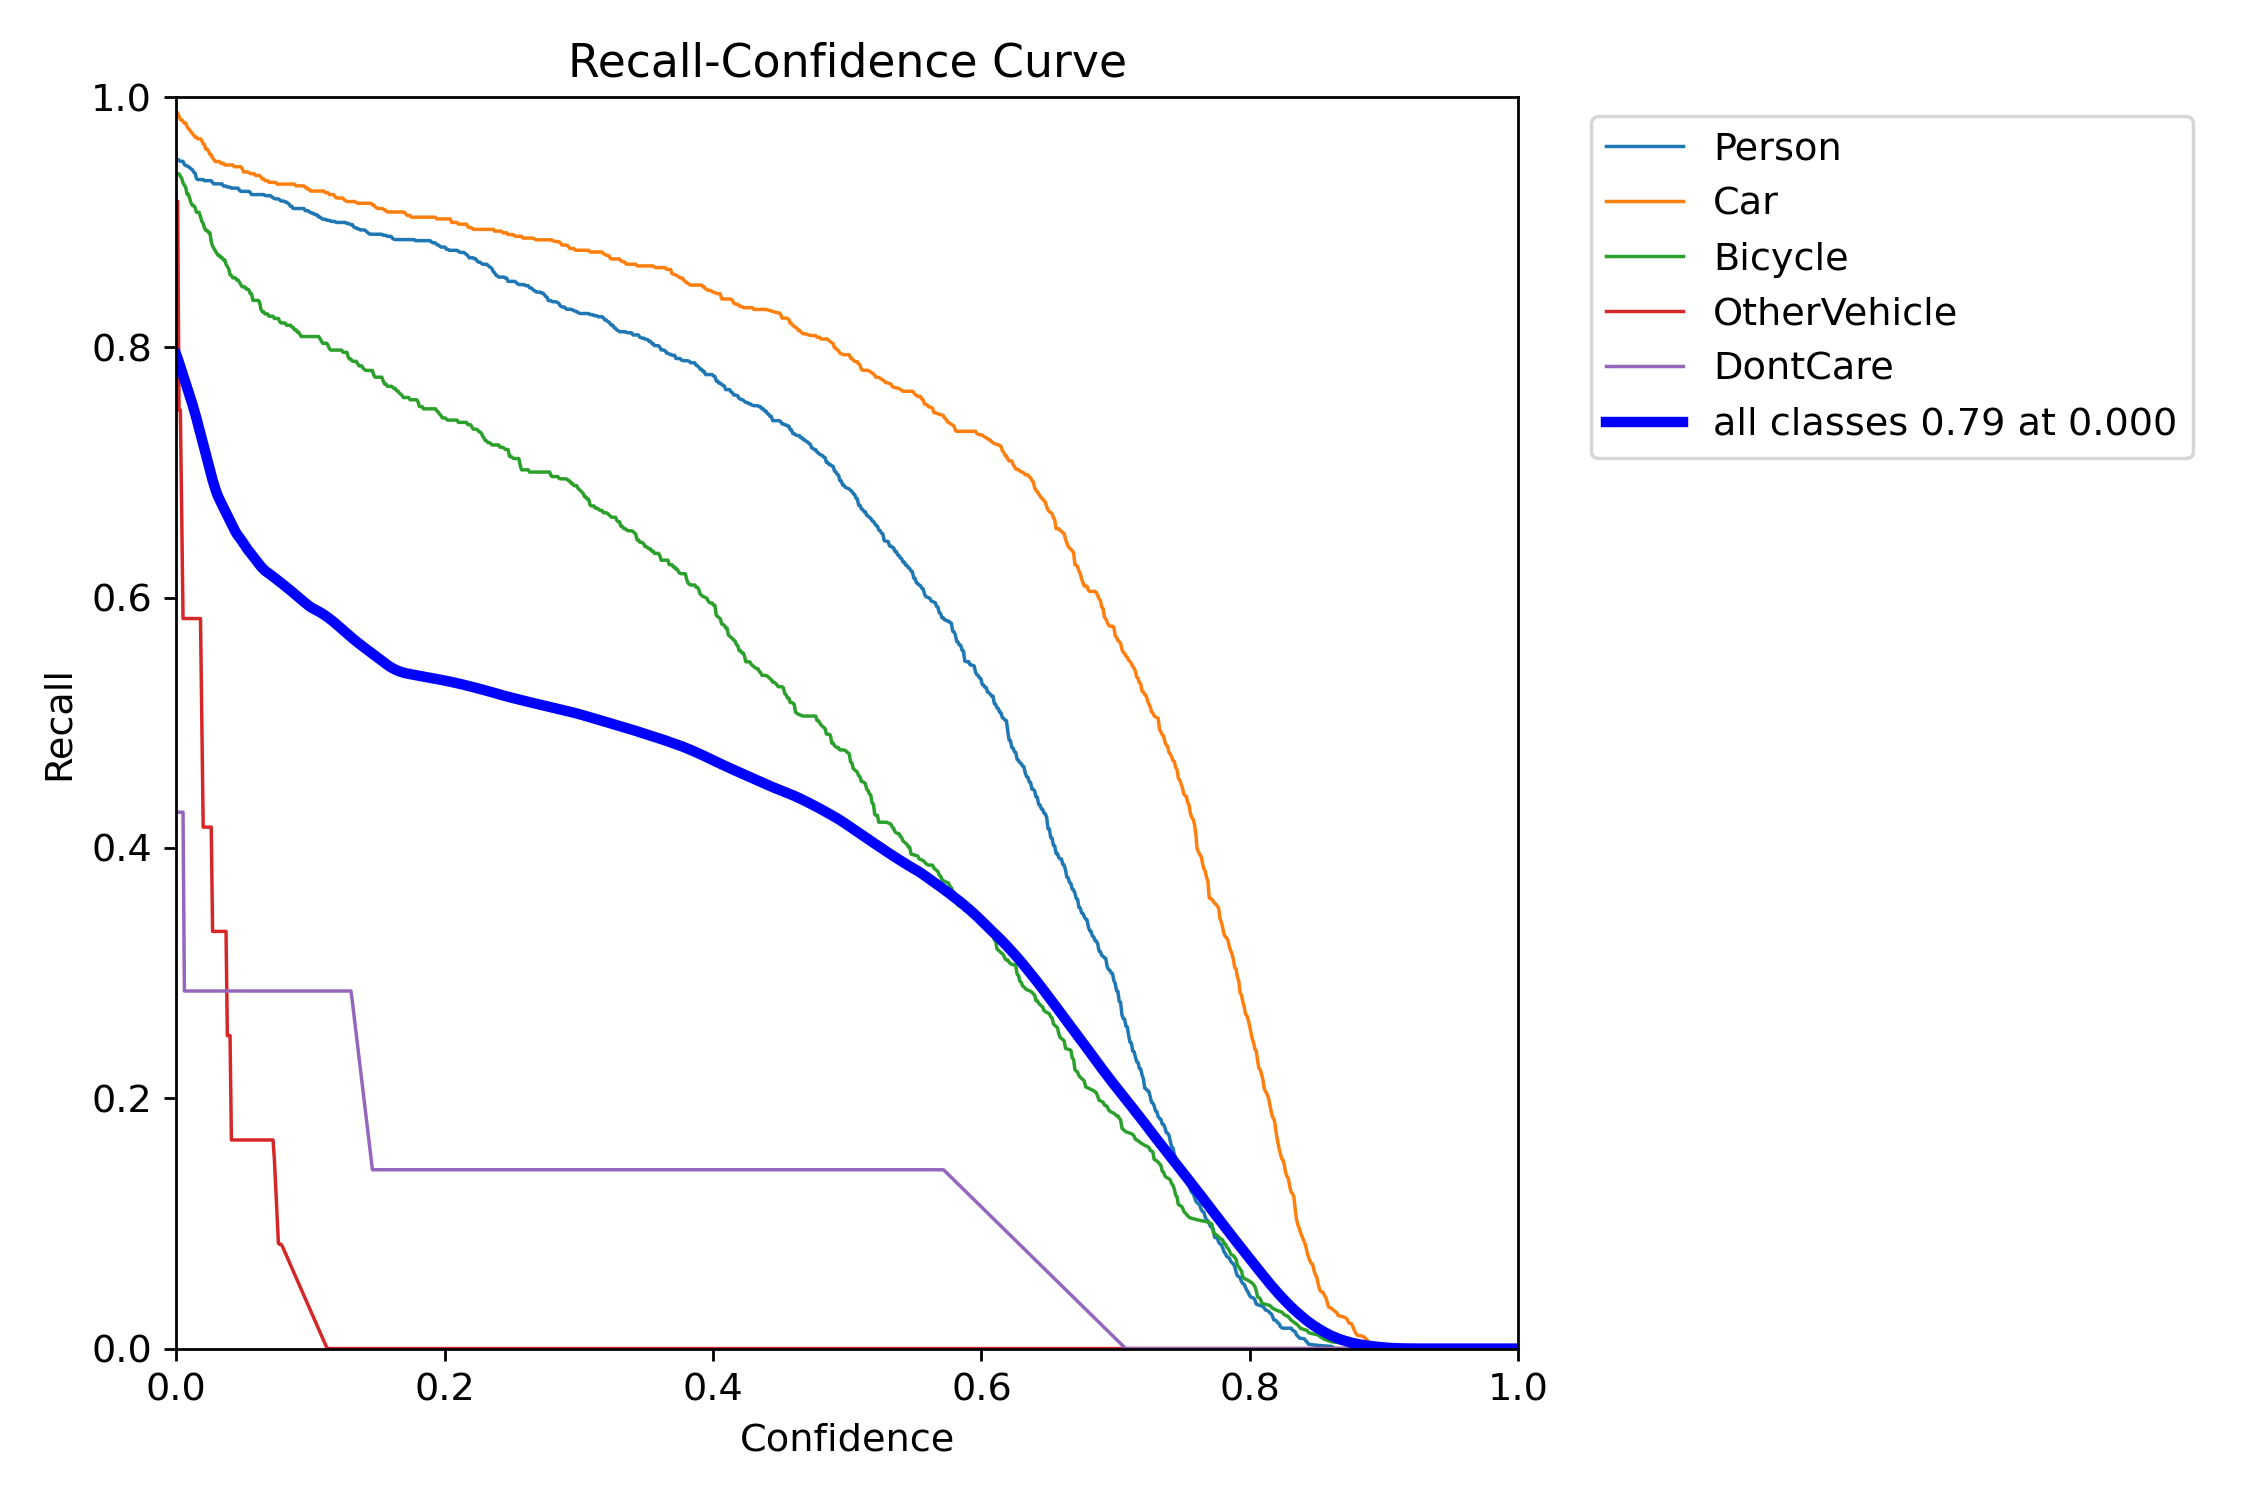 Recall-Confidence Curve
1.0
0.8
0.6
0.4
0.2
0.0
Recall
0.0 0.2 0.4 0.6 0.8 1.0
Confidence
Person
Car
Bicycle
OtherVehicle
DontCare
all classes 0.79 at 0.000